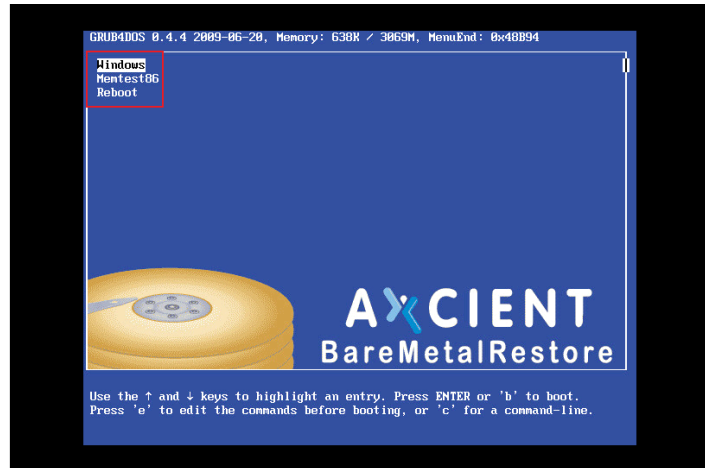 GRUB4DOS 0.4.4 2009-06-20, Memory: 638K / 3069M, MenuEnd: 0x48B94
Windows
Memtest86
Reboot
AXCIENT
BareMetalRestore
Use the ↑ and ↓ keys to highlight an entry. Press ENTER or 'b' to boot.
Press 'e' to edit the commands before booting, or 'c' for a command-line.